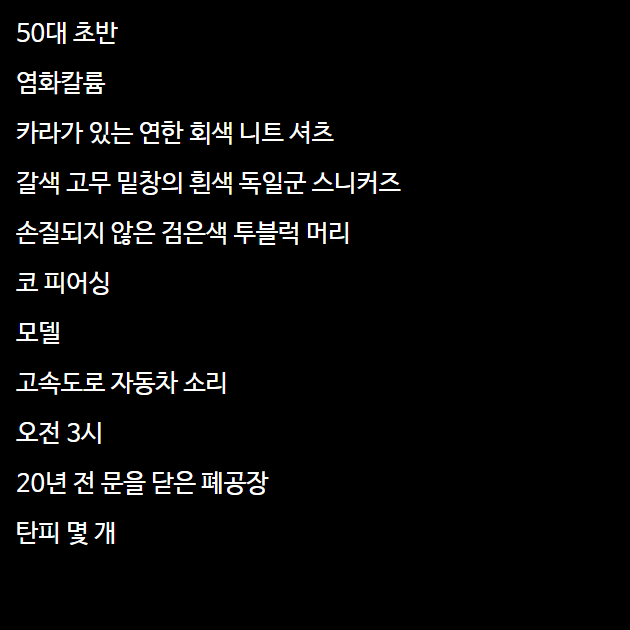 50대 초반
염화칼륨
카라가 있는 연한 회색 니트 셔츠
갈색 고무 밑창의 흰색 독일군 스니커즈
손질되지 않은 검은색 투블럭 머리
코 피어싱
모델
고속도로 자동차 소리
오전 3시
20년 전 문을 닫은 폐공장
탄피 몇 개